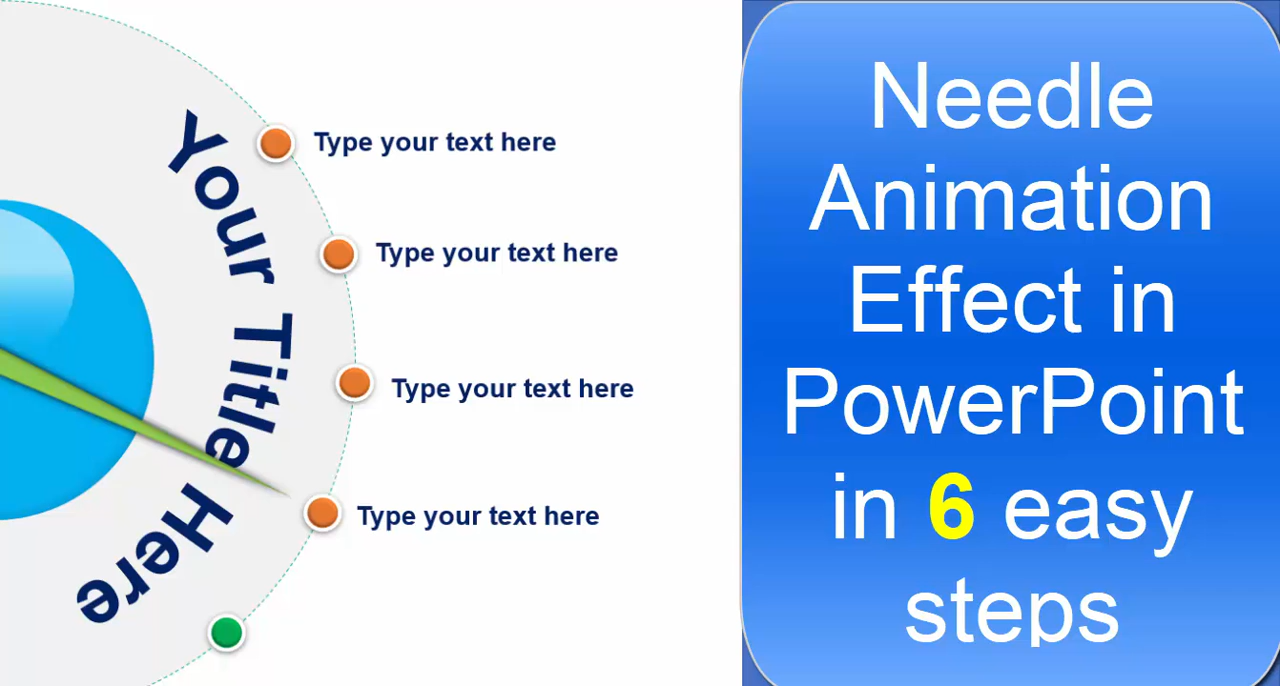 Your Title Here
Type your text here
Type your text here
Type your text here
Type your text here
Needle
Animation
Effect in
PowerPoint
in 6 easy
steps